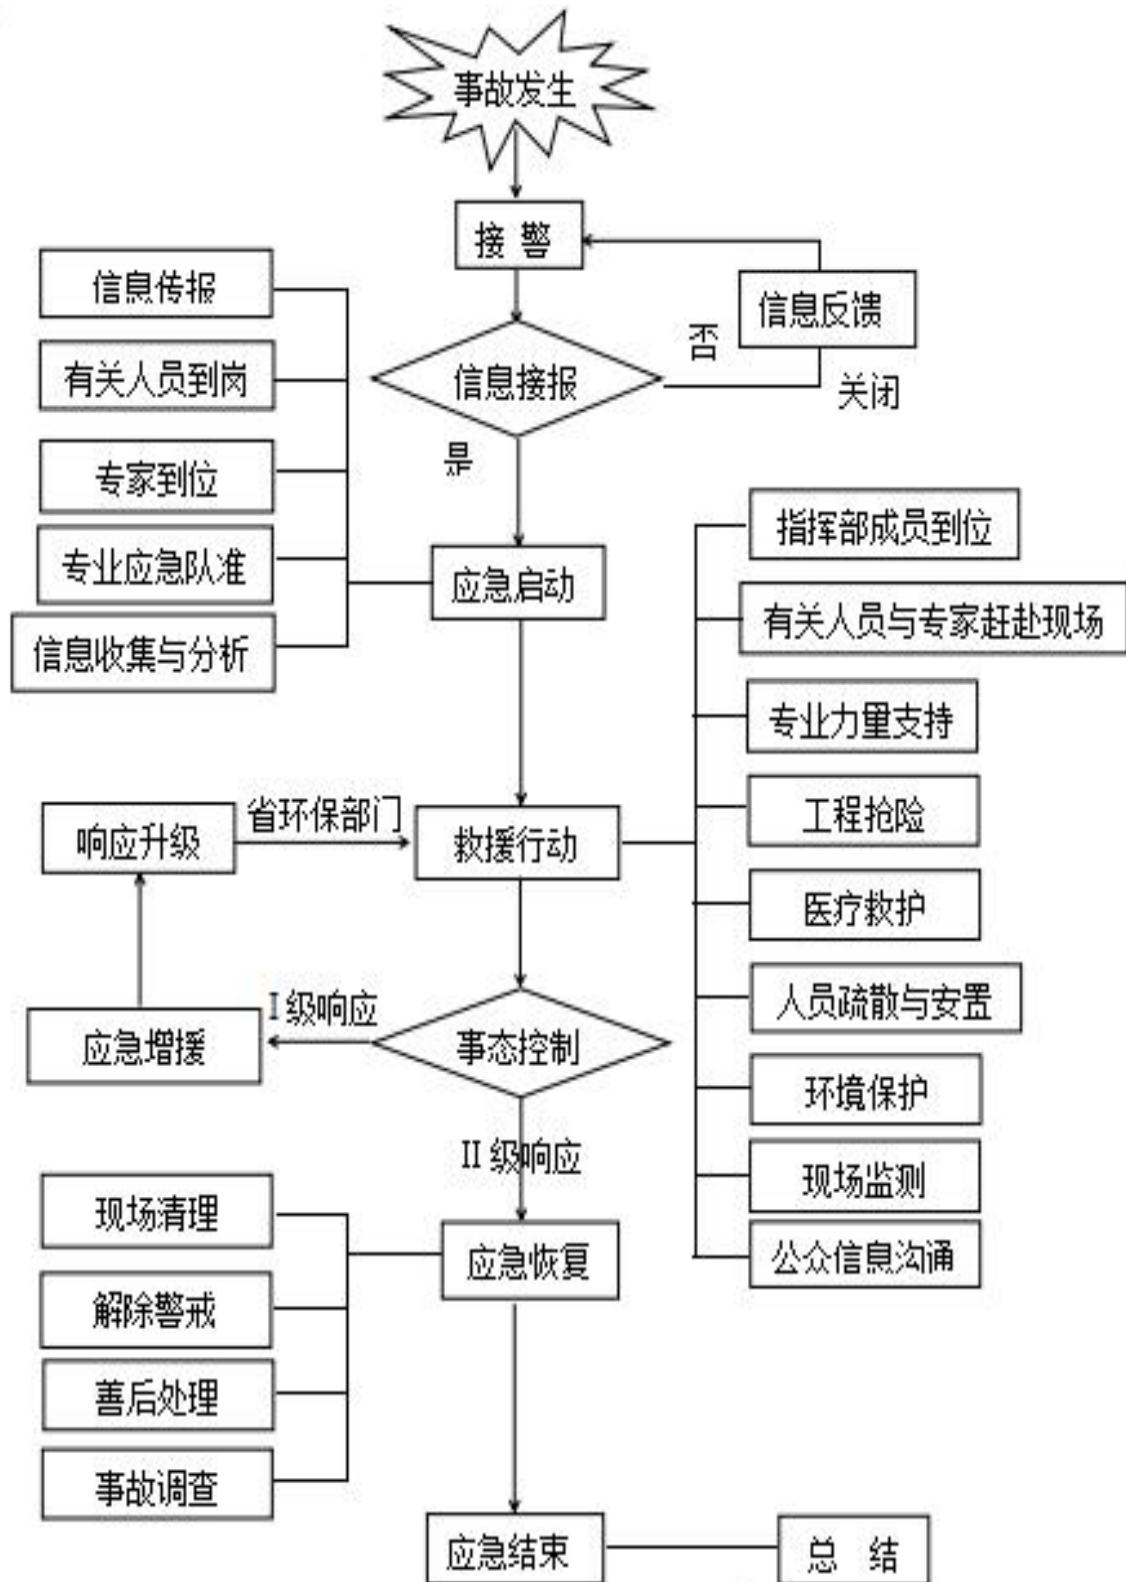 事故发生
接 警
信息反馈
否
信息接报
关闭
是
信息传报
有关人员到岗
专家到位
专业应急队准
信息收集与分析
应急启动
指挥部成员到位
有关人员与专家赶赴现场
专业力量支持
工程抢险
医疗救护
人员疏散与安置
环境保护
现场监测
公众信息沟通
响应升级
省环保部门
救援行动
应急增援
I级响应
事态控制
II 级响应
应急恢复
现场清理
解除警戒
善后处理
事故调查
应急结束
总 结